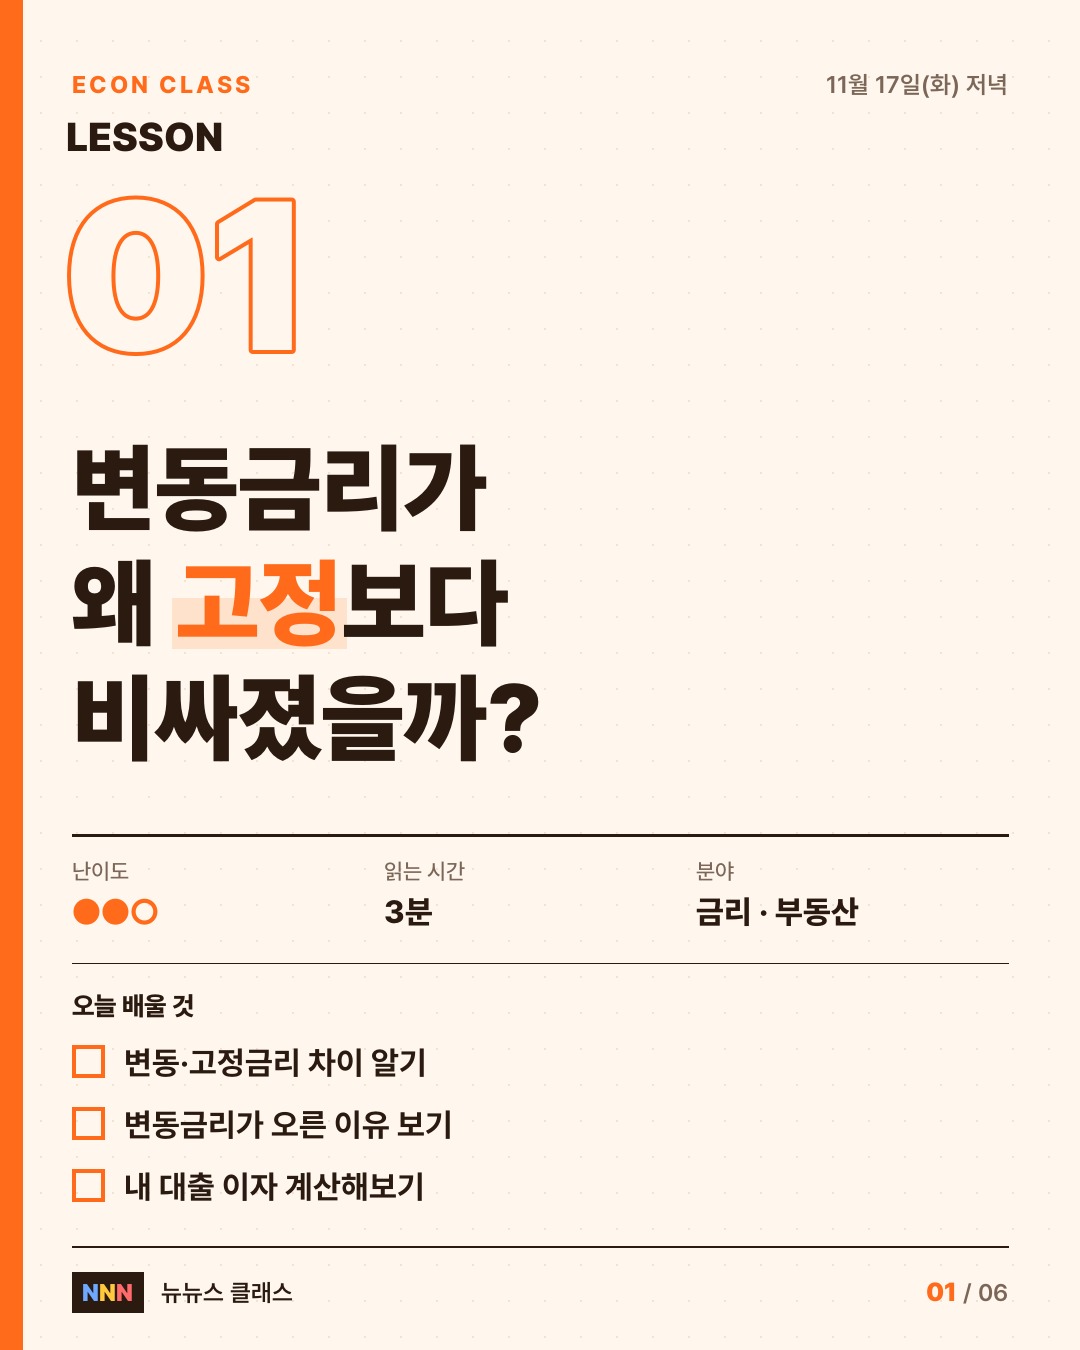 ECON CLASS
11월 17일(화) 저녁
LESSON
01
변동금리가
왜 고정보다
비싸졌을까?
난이도
읽는 시간
분야
3분
금리 · 부동산
오늘 배울 것
변동·고정금리 차이 알기
변동금리가 오른 이유 보기
내 대출 이자 계산해보기
NNN 뉴뉴스 클래스
01 / 06